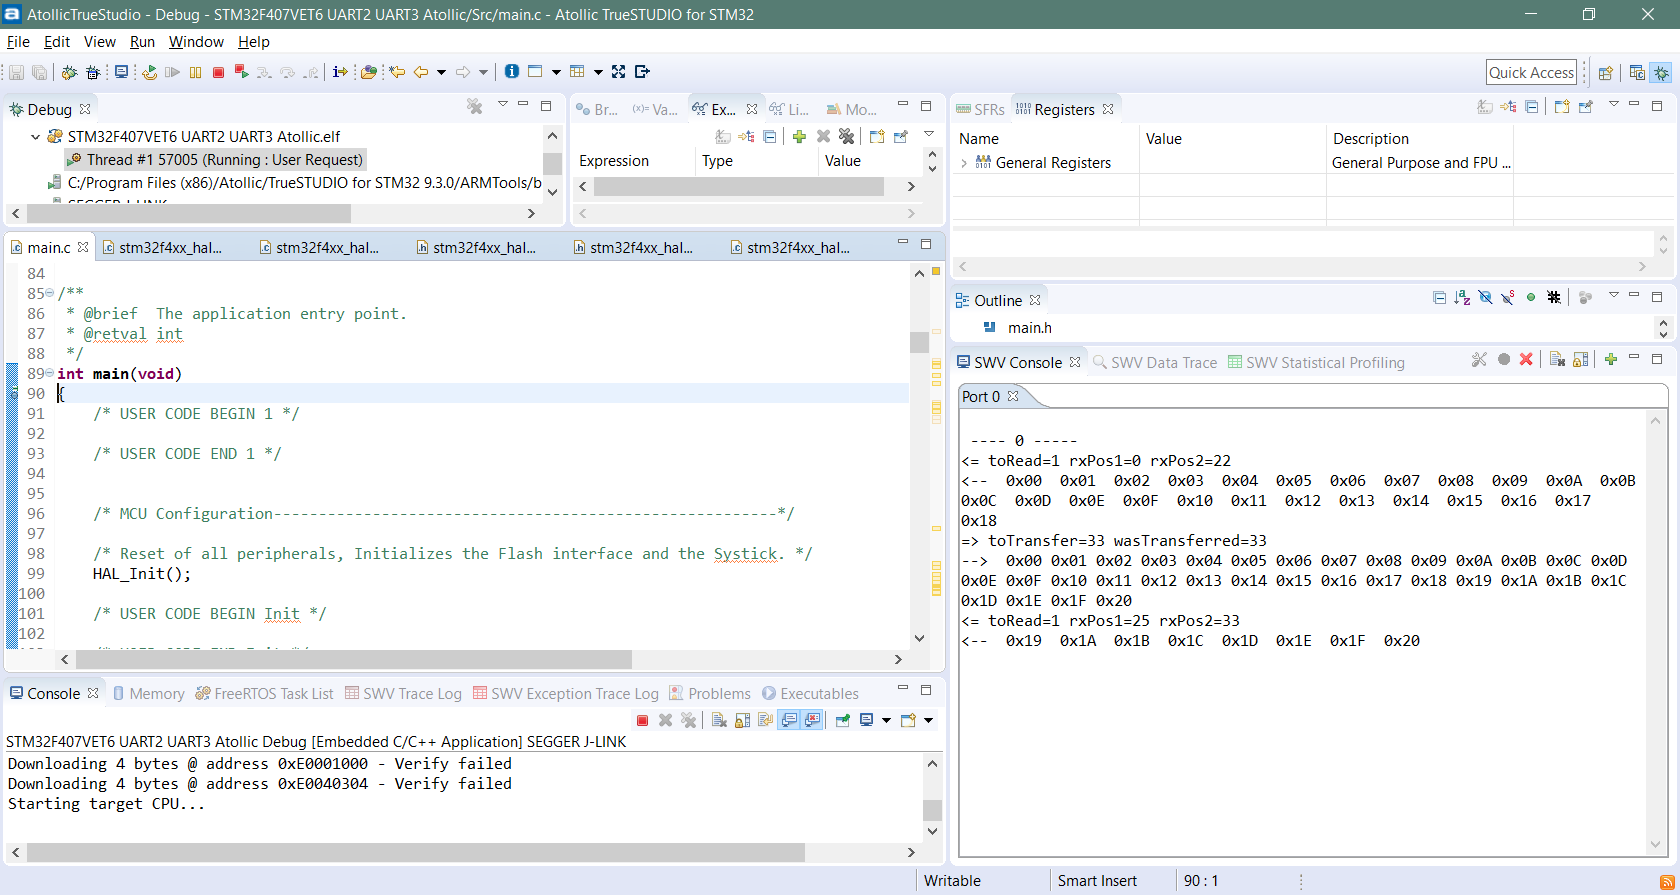 AtollicTrueStudio - Debug - STM32F407VET6 UART2 UART3 Atollic/Src/main.c - Atollic TrueSTUDIO for STM32
File Edit View Run Window Help
Quick Access
Debug
STM32F407VET6 UART2 UART3 Atollic.elf
Thread #1 57005 (Running : User Request)
C:/Program Files (x86)/Atollic/TrueSTUDIO for STM32 9.3.0/ARMTools/b
SEGGER J-LINK
Br... (x)= Va... Ex... Li... Mo...
Expression Type Value
SFRs Registers
Name Value Description
General Registers General Purpose and FPU ...
main.c stm32f4xx_hal... stm32f4xx_hal... stm32f4xx_hal... stm32f4xx_hal... stm32f4xx_hal...
84
85 /**
86 * @brief  The application entry point.
87 * @retval int
88 */
89 int main(void)
90 {
91 /* USER CODE BEGIN 1 */
92
93 /* USER CODE END 1 */
94
95
96 /* MCU Configuration--------------------------------------------------------*/
97
98 /* Reset of all peripherals, Initializes the Flash interface and the Systick. */
99 HAL_Init();
100
101 /* USER CODE BEGIN Init */
102
Outline
main.h
SWV Console SWV Data Trace SWV Statistical Profiling
Port 0
---- 0 -----
<= toRead=1 rxPos1=0 rxPos2=22
<-- 0x00 0x01 0x02 0x03 0x04 0x05 0x06 0x07 0x08 0x09 0x0A 0x0B
0x0C 0x0D 0x0E 0x0F 0x10 0x11 0x12 0x13 0x14 0x15 0x16 0x17
0x18
=> toTransfer=33 wasTransferred=33
--> 0x00 0x01 0x02 0x03 0x04 0x05 0x06 0x07 0x08 0x09 0x0A 0x0B 0x0C 0x0D
0x0E 0x0F 0x10 0x11 0x12 0x13 0x14 0x15 0x16 0x17 0x18 0x19 0x1A 0x1B 0x1C
0x1D 0x1E 0x1F 0x20
<= toRead=1 rxPos1=25 rxPos2=33
<-- 0x19 0x1A 0x1B 0x1C 0x1D 0x1E 0x1F 0x20
Console Memory FreeRTOS Task List SWV Trace Log SWV Exception Trace Log Problems Executables
STM32F407VET6 UART2 UART3 Atollic Debug [Embedded C/C++ Application] SEGGER J-LINK
Downloading 4 bytes @ address 0xE0001000 - Verify failed
Downloading 4 bytes @ address 0xE0040304 - Verify failed
Starting target CPU...
Writable Smart Insert 90 : 1